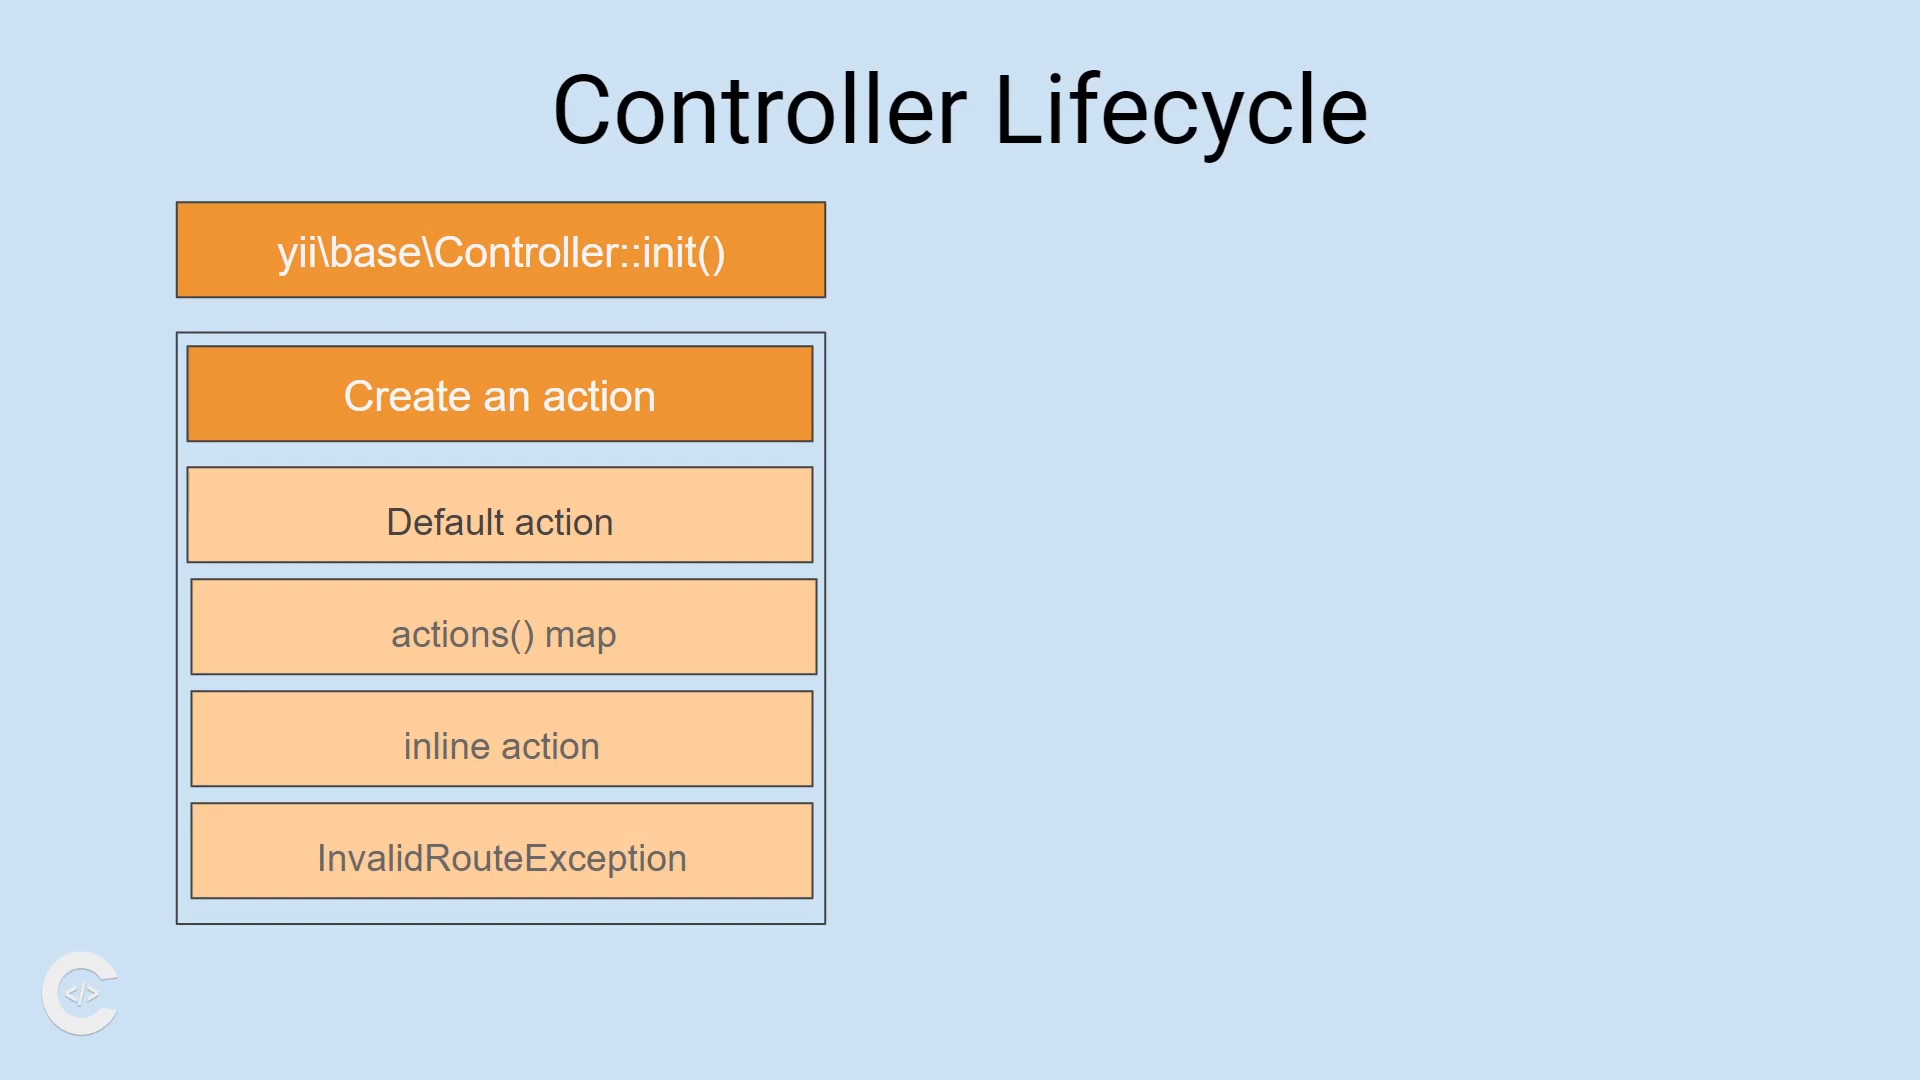 Controller Lifecycle
yii\base\Controller::init()
Create an action
Default action
actions() map
inline action
InvalidRouteException
</>